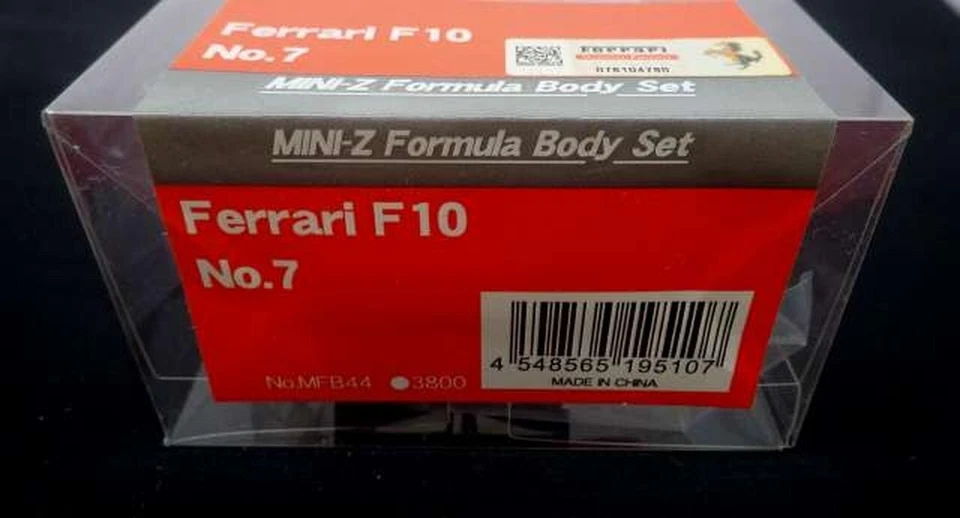 Ferrari F10
No.7
FERRARI
MINI-Z Formula Body Set
MINI-Z Formula Body Set
Ferrari F10
No.7
No.MFB44 ●3800
4 548565 195107
MADE IN CHINA